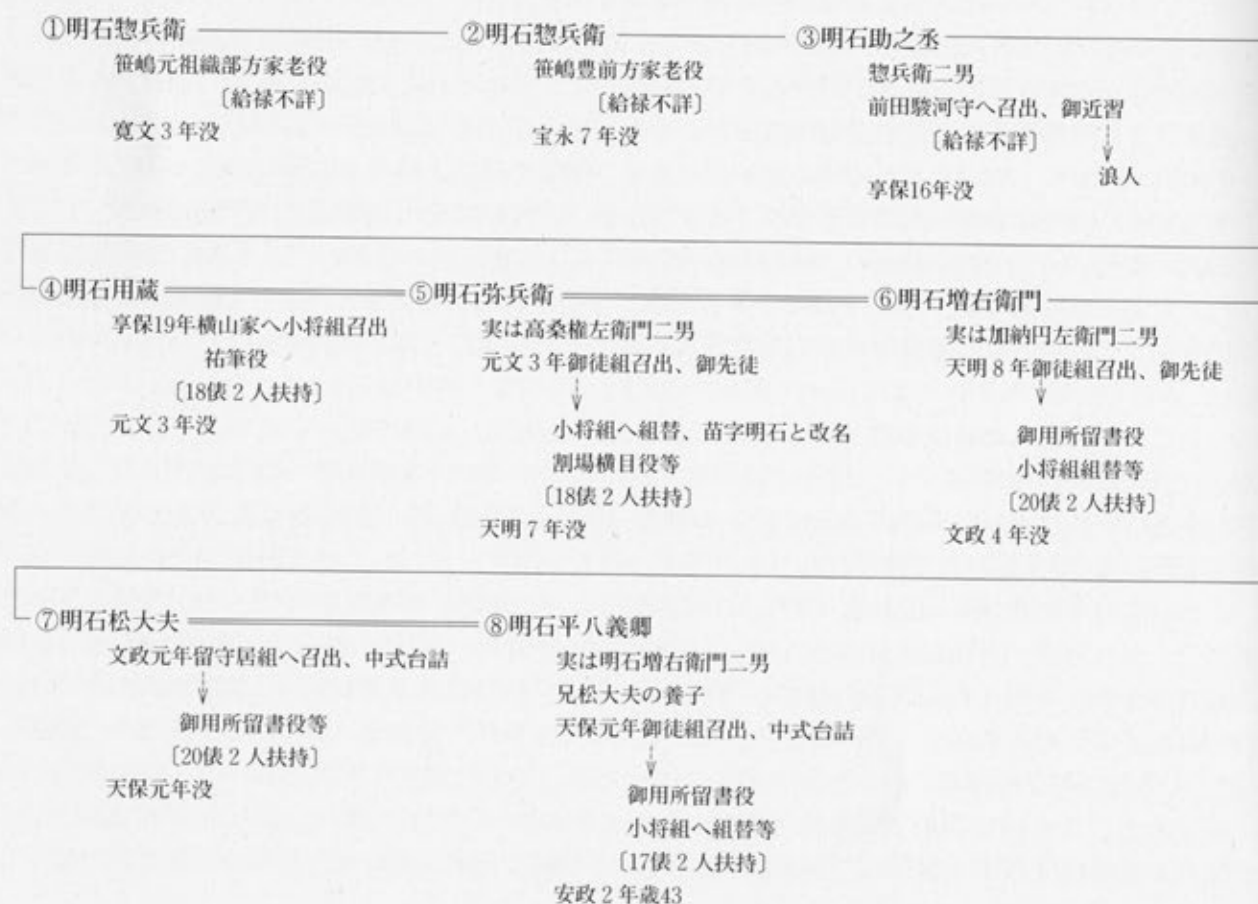 ①明石惣兵衛 ②明石惣兵衛 ③明石助之丞
笹嶋元祖織部方家老役
〔給禄不詳〕
寛文3年没
笹嶋豊前方家老役
〔給禄不詳〕
宝永7年没
惣兵衛二男
前田駿河守へ召出、御近習
〔給禄不詳〕
浪人
享保16年没
④明石用蔵 ⑤明石弥兵衛 ⑥明石増右衛門
享保19年横山家へ小将組召出
祐筆役
〔18俵2人扶持〕
元文3年没
実は高桑権左衛門二男
元文3年御徒組召出、御先徒
小将組へ組替、苗字明石と改名
割場横目役等
〔18俵2人扶持〕
天明7年没
実は加納円左衛門二男
天明8年御徒組召出、御先徒
御用所留書役
小将組組替等
〔20俵2人扶持〕
文政4年没
⑦明石松大夫 ⑧明石平八義郷
文政元年留守居組へ召出、中式台詰
御用所留書役等
〔20俵2人扶持〕
天保元年没
実は明石増右衛門二男
兄松大夫の養子
天保元年御徒組召出、中式台詰
御用所留書役
小将組へ組替等
〔17俵2人扶持〕
安政2年歳43